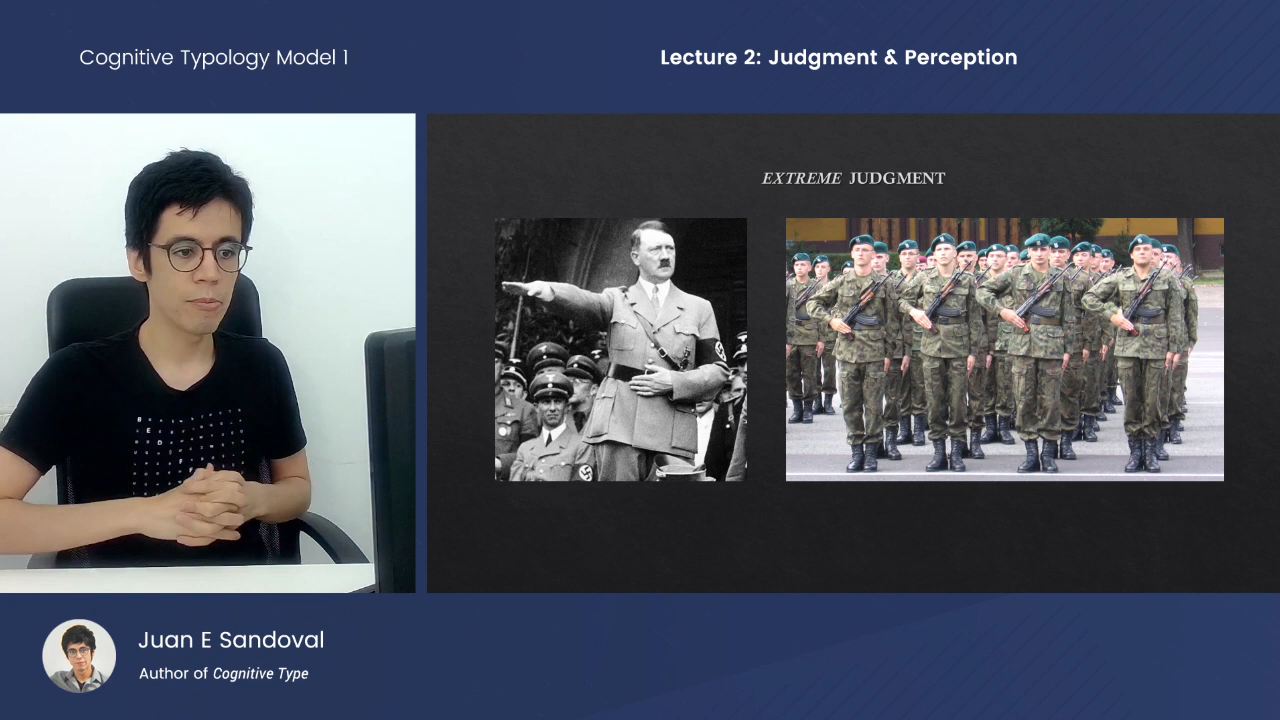 Cognitive Typology Model 1
Lecture 2: Judgment & Perception
EXTREME JUDGMENT
Juan E Sandoval
Author of Cognitive Type